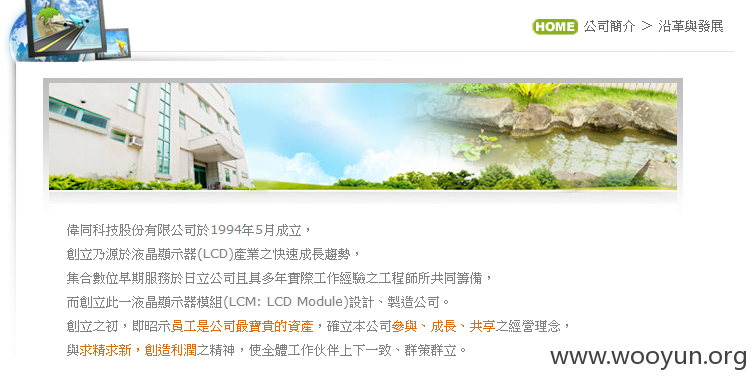 HOME 公司簡介 > 沿革與發展
偉同科技股份有限公司於1994年5月成立，
創立乃源於液晶顯示器(LCD)產業之快速成長趨勢，
集合數位早期服務於日立公司且具多年實際工作經驗之工程師所共同籌備，
而創立此一液晶顯示器模組(LCM: LCD Module)設計、製造公司。
創立之初，即昭示員工是公司最寶貴的資產，確立本公司參與、成長、共享之經營理念，
與求精求新，創造利潤之精神，使全體工作伙伴上下一致、群策群立。
www.wooyun.org